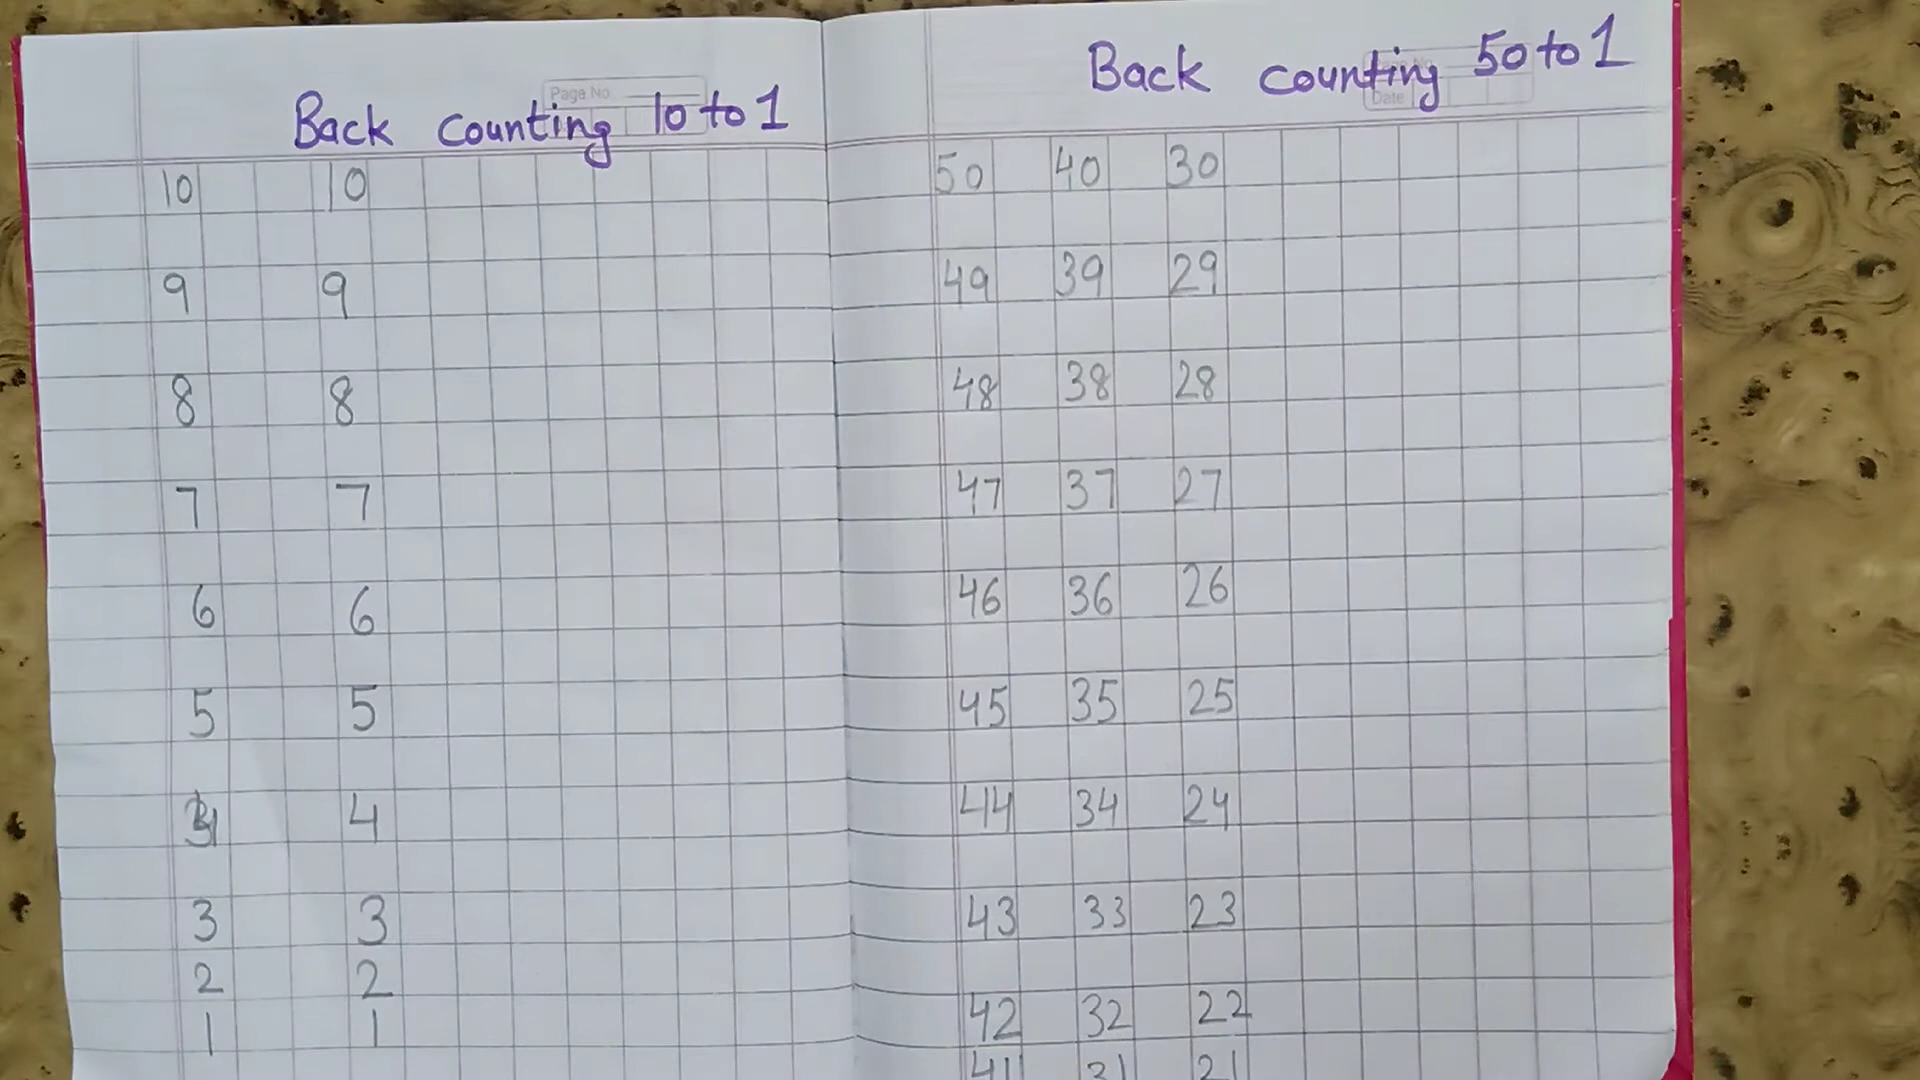 Page No.
Back counting 10 to 1
10 10
9 9
8 8
7 7
6 6
5 5
4
3 3
2 2
1 1
Back counting 50 to 1
Date
50 40 30
49 39 29
48 38 28
47 37 27
46 36 26
45 35 25
44 34 24
43 33 23
42 32 22
41 31 21